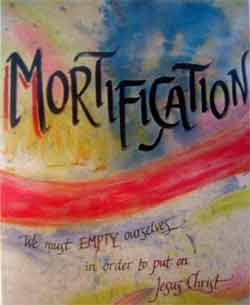 MORTIFICATION
We must EMPTY ourselves
in order to put on
Jesus Christ